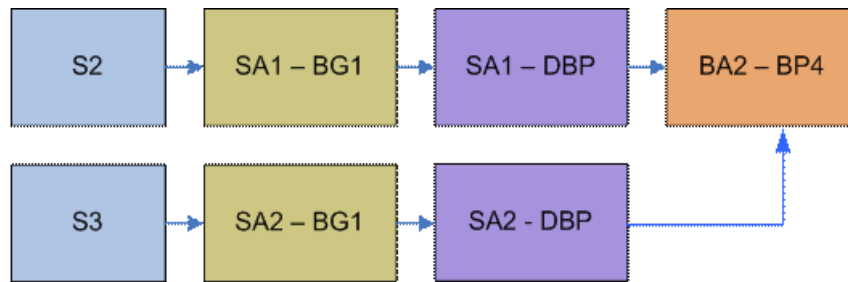 S2
SA1 – BG1
SA1 – DBP
BA2 – BP4
S3
SA2 – BG1
SA2 - DBP